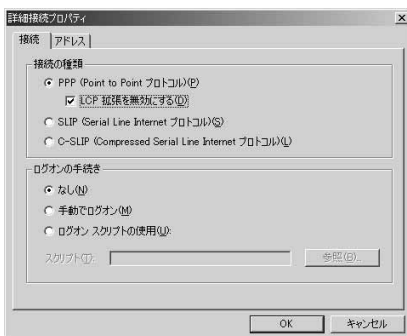 詳細接続プロパティ
接続 アドレス
接続の種類
PPP (Point to Point プロトコル)(P)
LCP 拡張を無効にする(D)
SLIP (Serial Line Internet プロトコル)(S)
C-SLIP (Compressed Serial Line Internet プロトコル)(L)
ログオンの手続き
なし(N)
手動でログオン(M)
ログオン スクリプトの使用(U):
スクリプト(T): 参照(B)...
OK キャンセル